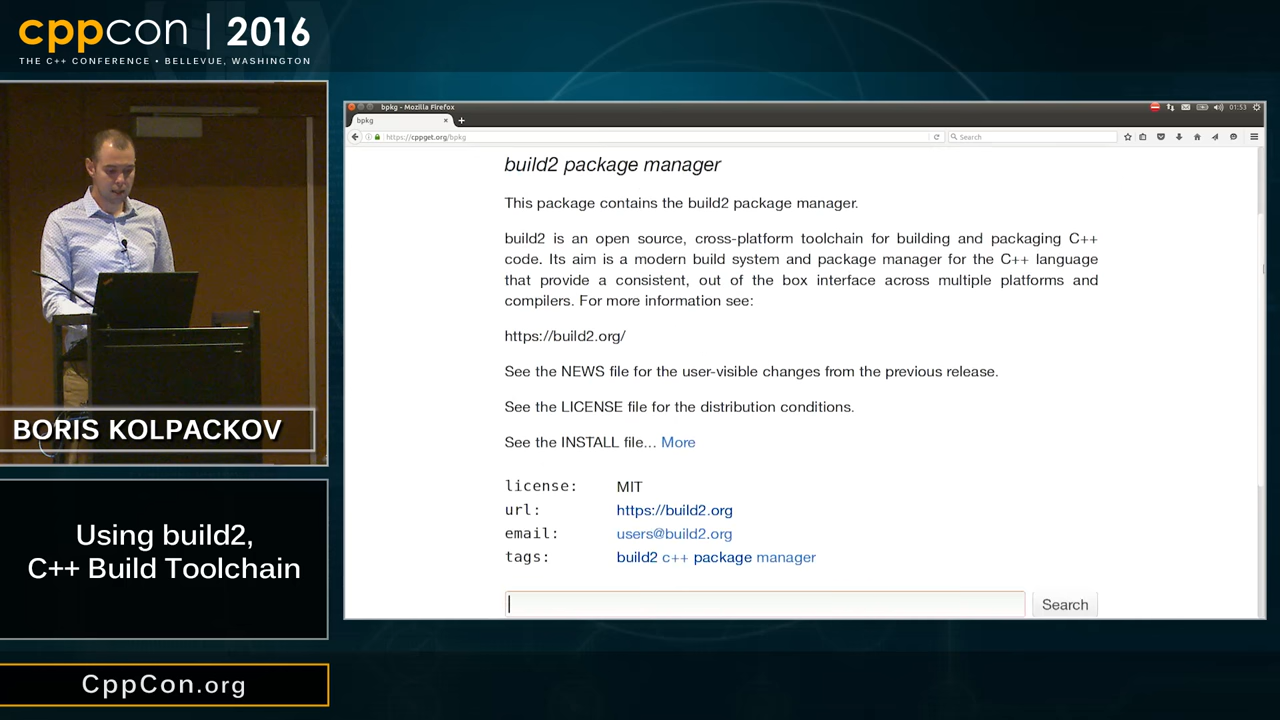 cppcon | 2016
THE C++ CONFERENCE • BELLEVUE, WASHINGTON
bpkg - Mozilla Firefox
01:53
bpkg
https://cppget.org/bpkg
Search
build2 package manager
This package contains the build2 package manager.
build2 is an open source, cross-platform toolchain for building and packaging C++
code. Its aim is a modern build system and package manager for the C++ language
that provide a consistent, out of the box interface across multiple platforms and
compilers. For more information see:
https://build2.org/
See the NEWS file for the user-visible changes from the previous release.
See the LICENSE file for the distribution conditions.
See the INSTALL file... More
license: MIT
url: https://build2.org
email: users@build2.org
tags: build2 c++ package manager
Search
BORIS KOLPACKOV
Using build2,
C++ Build Toolchain
CppCon.org